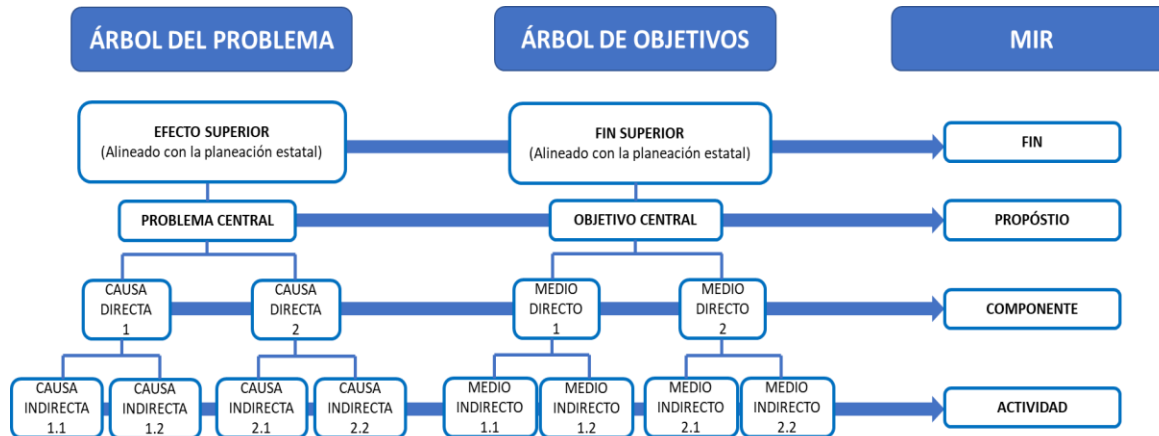 ÁRBOL DEL PROBLEMA
ÁRBOL DE OBJETIVOS
MIR
EFECTO SUPERIOR
(Alineado con la planeación estatal)
FIN SUPERIOR
(Alineado con la planeación estatal)
FIN
PROBLEMA CENTRAL
OBJETIVO CENTRAL
PROPÓSTIO
CAUSA
DIRECTA
1
CAUSA
DIRECTA
2
MEDIO
DIRECTO
1
MEDIO
DIRECTO
2
COMPONENTE
CAUSA
INDIRECTA
1.1
CAUSA
INDIRECTA
1.2
CAUSA
INDIRECTA
2.1
CAUSA
INDIRECTA
2.2
MEDIO
INDIRECTO
1.1
MEDIO
INDIRECTO
1.2
MEDIO
INDIRECTO
2.1
MEDIO
INDIRECTO
2.2
ACTIVIDAD